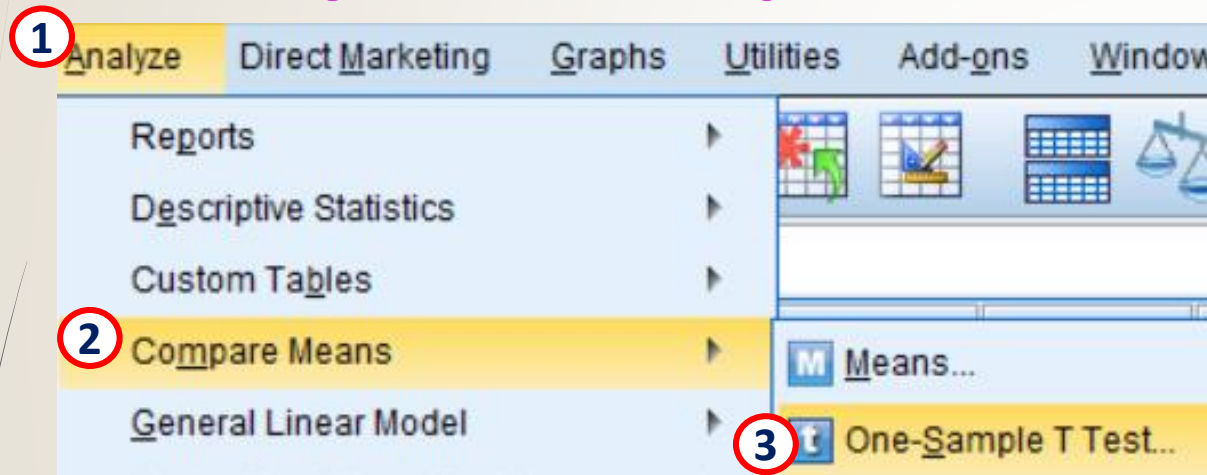 1
Analyze Direct Marketing Graphs Utilities Add-ons Window
Reports
Descriptive Statistics
Custom Tables
2 Compare Means
M Means...
General Linear Model
3 t One-Sample T Test...